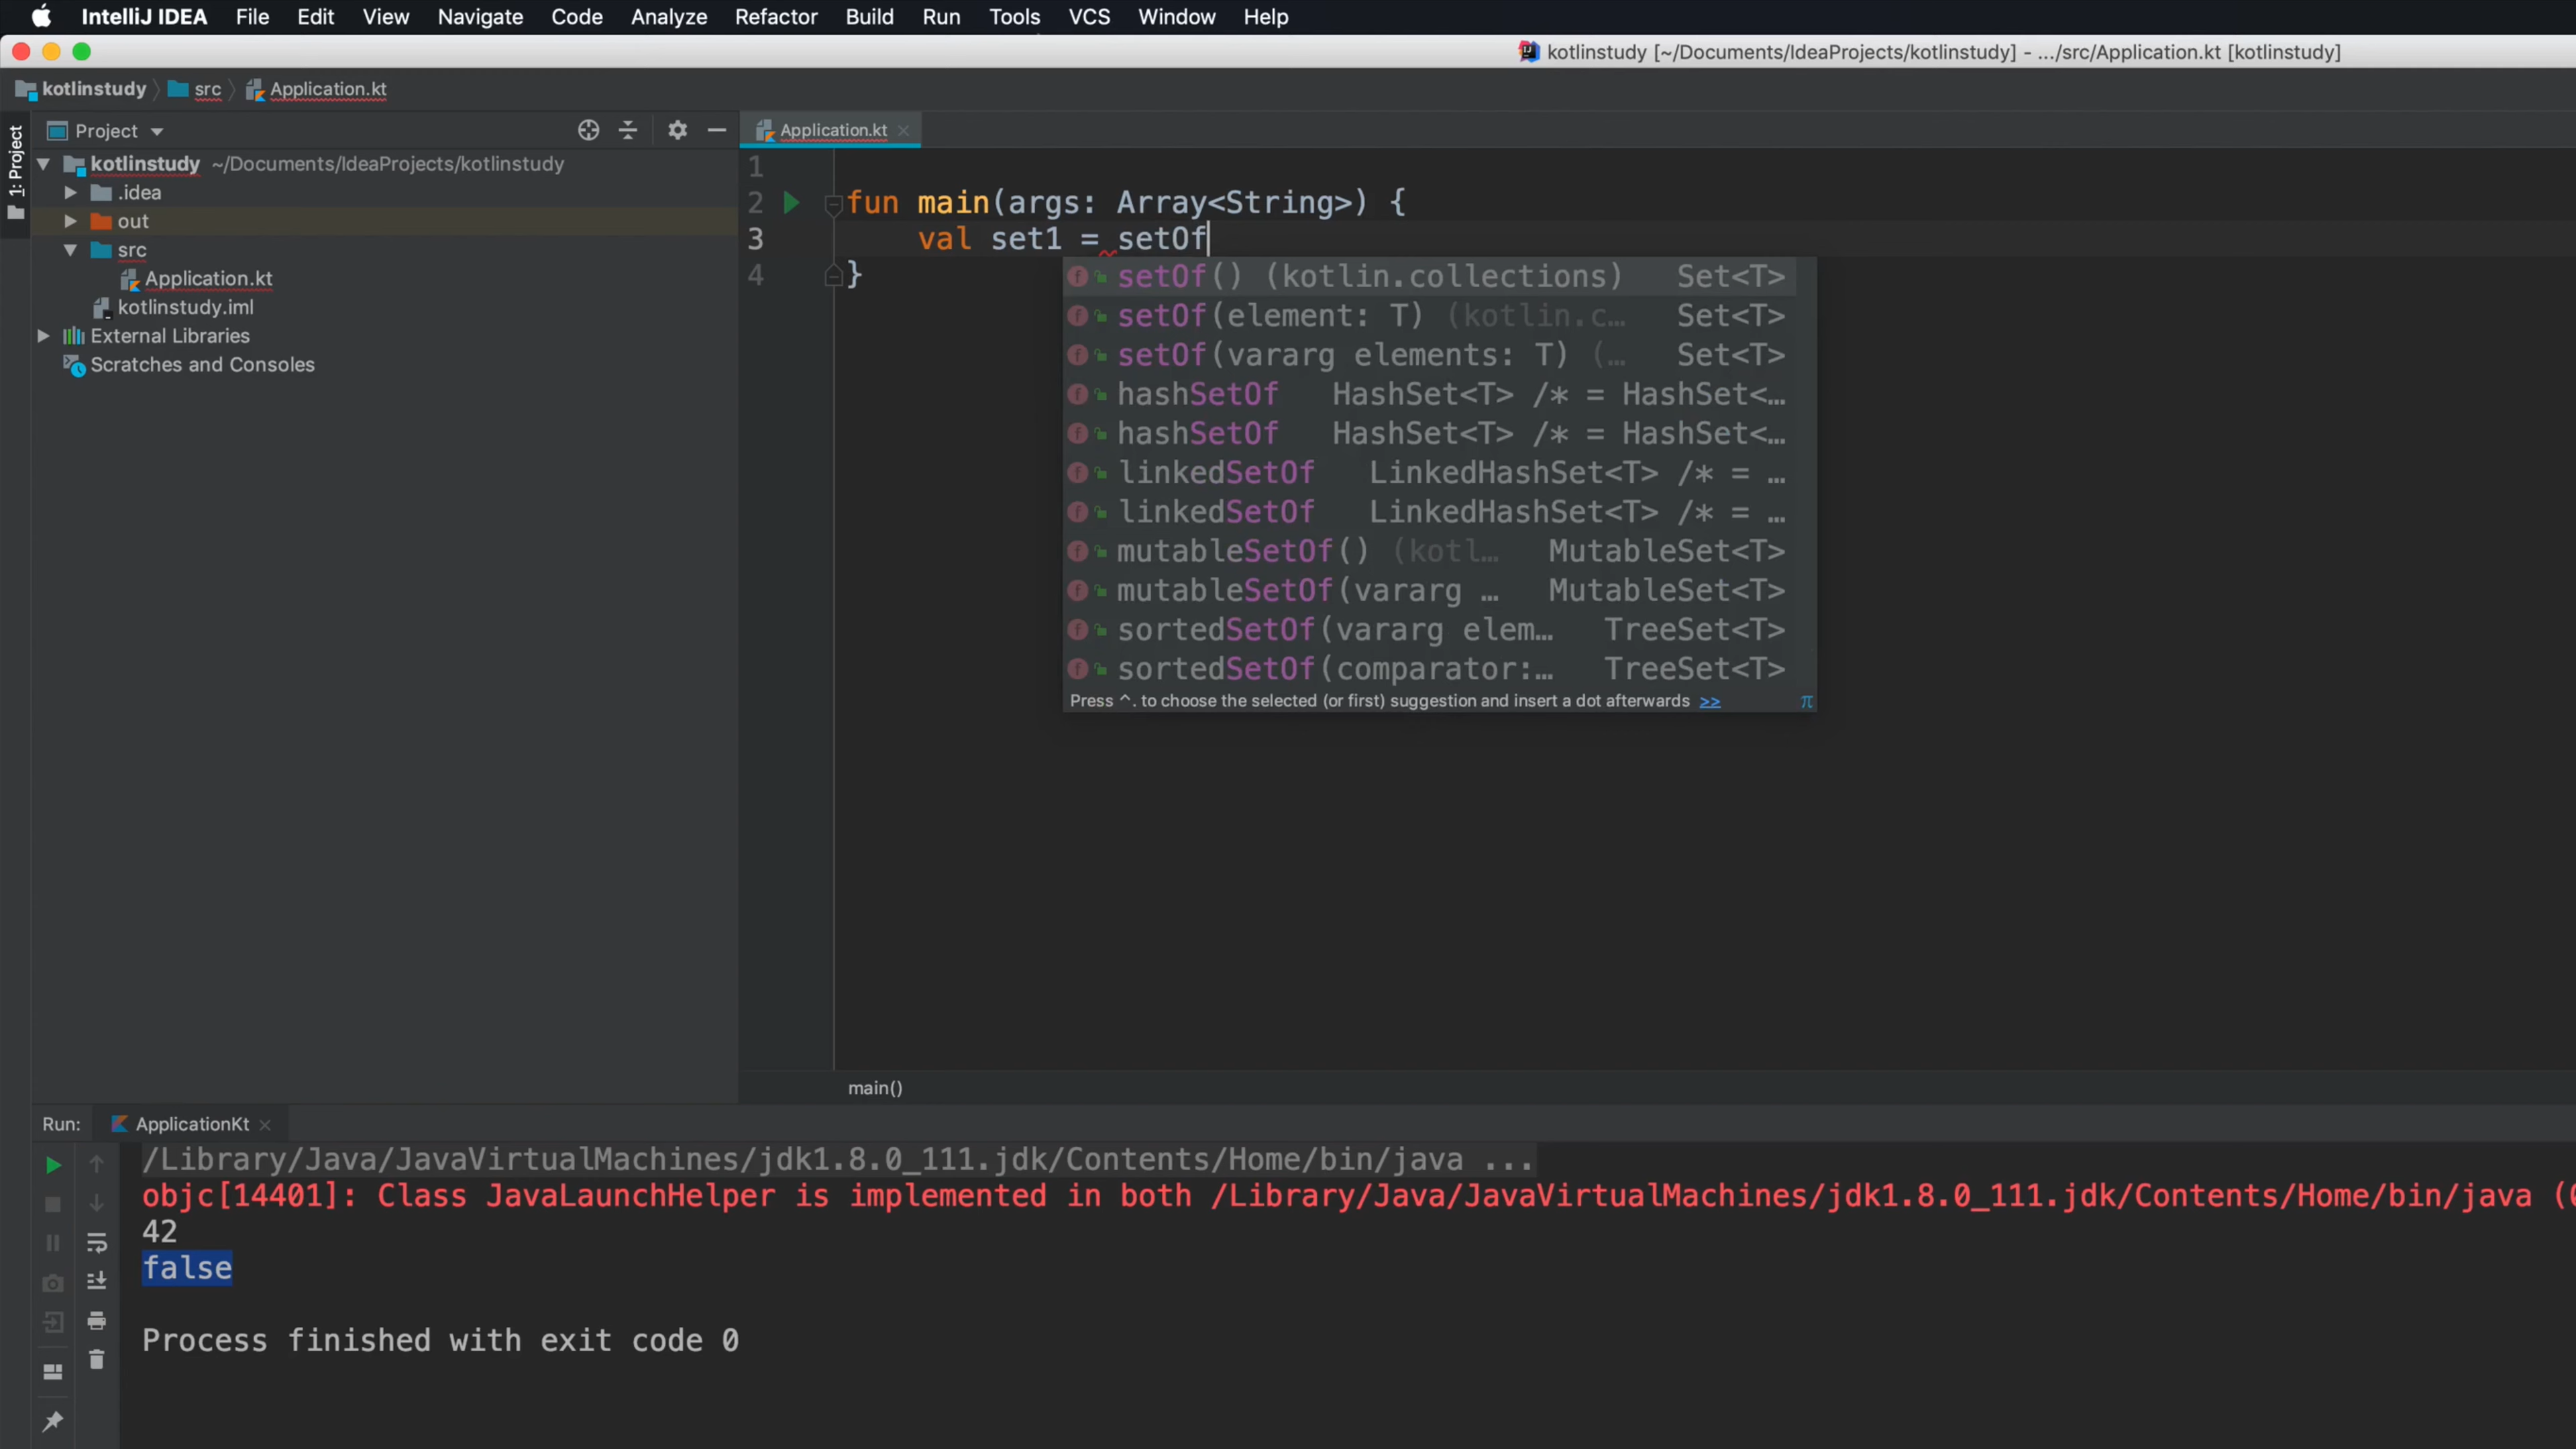 IntelliJ IDEA File Edit View Navigate Code Analyze Refactor Build Run Tools VCS Window Help
kotlinstudy [~/Documents/IdeaProjects/kotlinstudy] - .../src/Application.kt [kotlinstudy]
kotlinstudy src Application.kt
1: Project
Project
Application.kt
kotlinstudy ~/Documents/IdeaProjects/kotlinstudy
.idea
out
src
Application.kt
kotlinstudy.iml
External Libraries
Scratches and Consoles
1
2 fun main(args: Array<String>) {
3 val set1 = setOf
4 }
setOf() (kotlin.collections) Set<T>
setOf(element: T) (kotlin.c… Set<T>
setOf(vararg elements: T) (… Set<T>
hashSetOf HashSet<T> /* = HashSet<…
hashSetOf HashSet<T> /* = HashSet<…
linkedSetOf LinkedHashSet<T> /* = …
linkedSetOf LinkedHashSet<T> /* = …
mutableSetOf() (kotl… MutableSet<T>
mutableSetOf(vararg … MutableSet<T>
sortedSetOf(vararg elem… TreeSet<T>
sortedSetOf(comparator:… TreeSet<T>
Press ^. to choose the selected (or first) suggestion and insert a dot afterwards >> π
main()
Run: ApplicationKt
/Library/Java/JavaVirtualMachines/jdk1.8.0_111.jdk/Contents/Home/bin/java ...
objc[14401]: Class JavaLaunchHelper is implemented in both /Library/Java/JavaVirtualMachines/jdk1.8.0_111.jdk/Contents/Home/bin/java (
42
false
Process finished with exit code 0